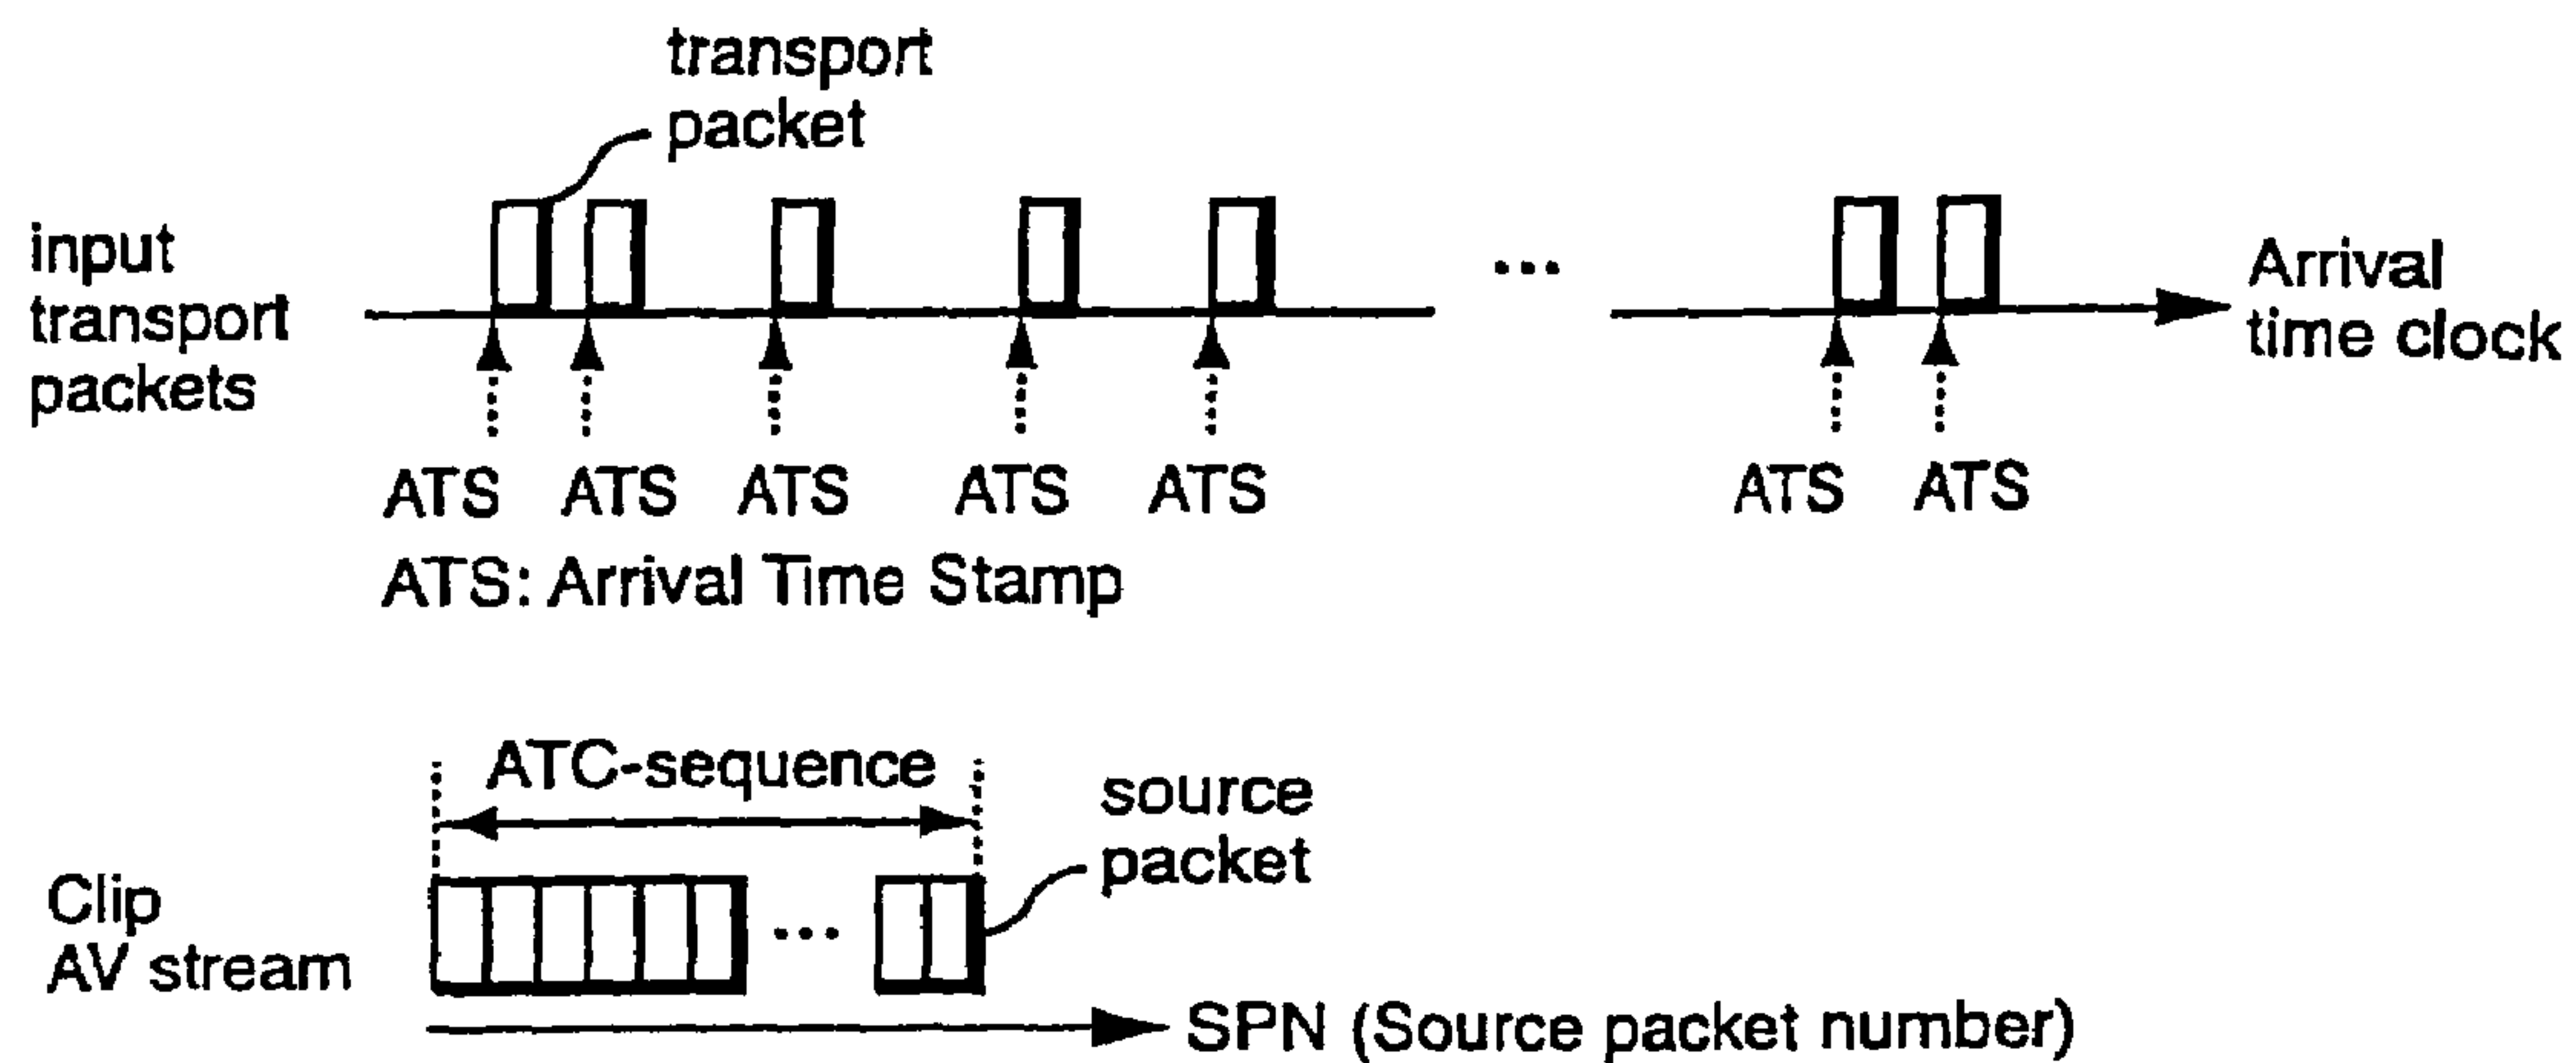 transport
packet
input
transport
packets
...
Arrival
time clock
ATS ATS ATS ATS ATS ATS ATS
ATS: Arrival Time Stamp
ATC-sequence
source
packet
Clip
AV stream
...
SPN (Source packet number)